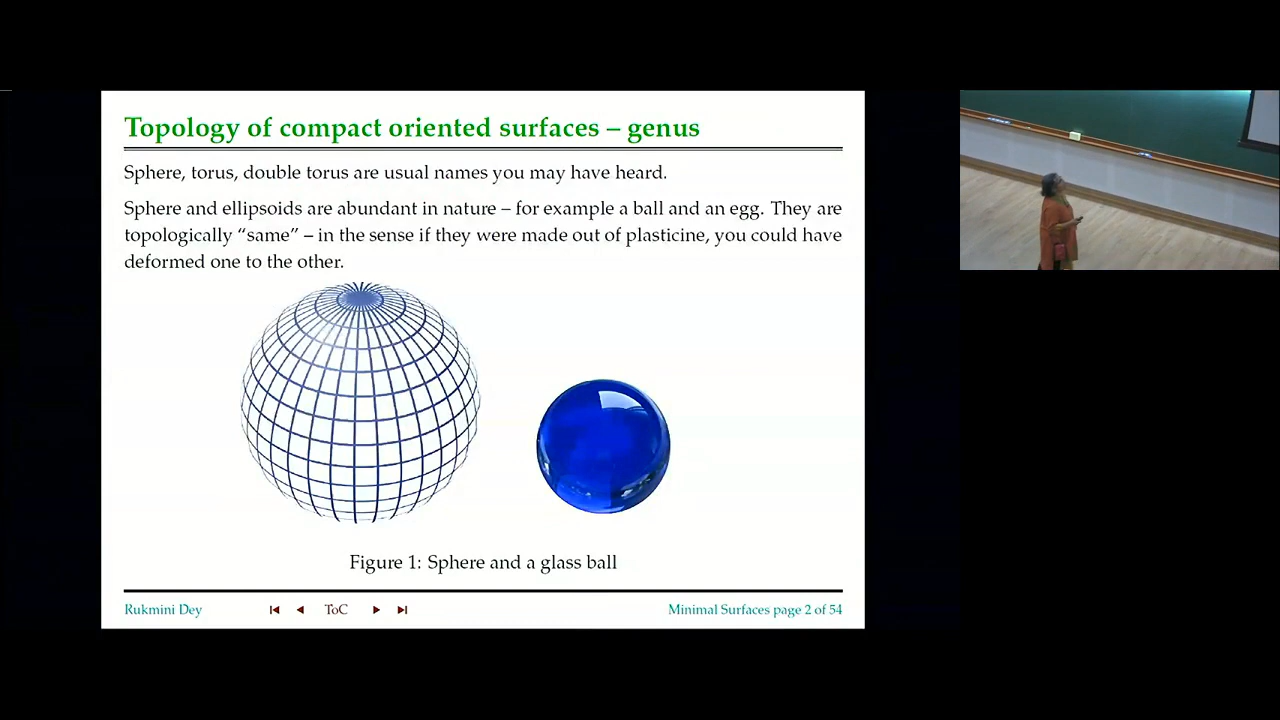 Topology of compact oriented surfaces – genus
Sphere, torus, double torus are usual names you may have heard.
Sphere and ellipsoids are abundant in nature – for example a ball and an egg. They are
topologically “same” – in the sense if they were made out of plasticine, you could have
deformed one to the other.
Figure 1: Sphere and a glass ball
Rukmini Dey
ToC
Minimal Surfaces page 2 of 54